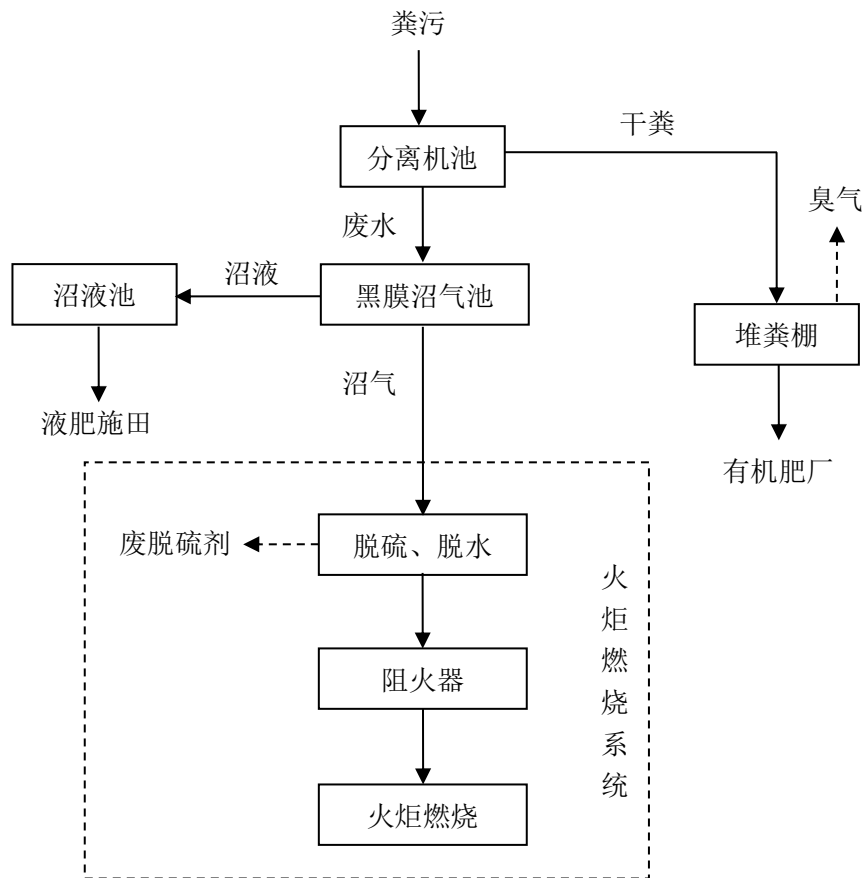 粪污
干粪
分离机池
臭气
废水
沼液
沼液池
黑膜沼气池
堆粪棚
沼气
液肥施田
有机肥厂
废脱硫剂
脱硫、脱水
火炬燃烧系统
阻火器
火炬燃烧